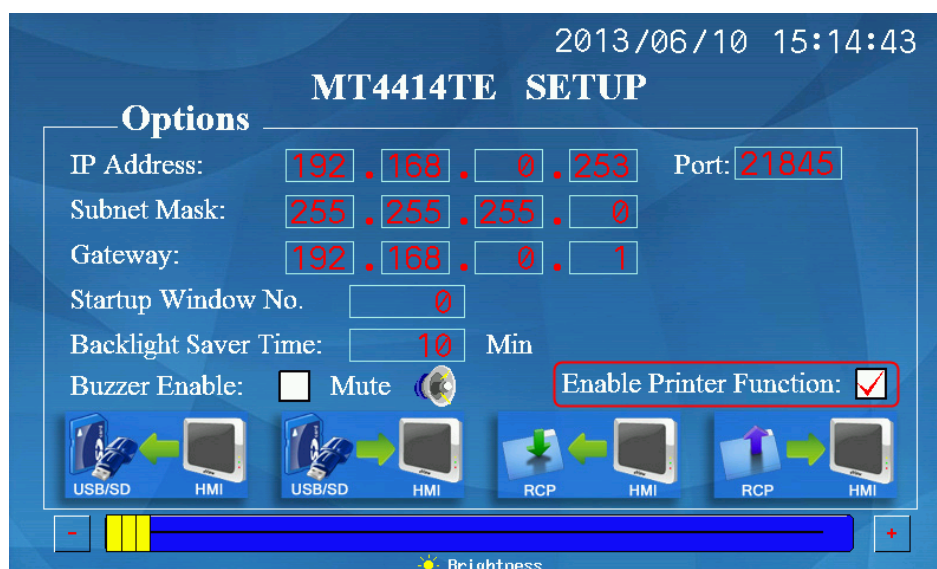 2013/06/10 15:14:43
MT4414TE SETUP
Options
IP Address: 192 . 168 . 0 . 253 Port: 21845
Subnet Mask: 255 . 255 . 255 . 0
Gateway: 192 . 168 . 0 . 1
Startup Window No. 0
Backlight Saver Time: 10 Min
Buzzer Enable: Mute Enable Printer Function:
USB/SD HMI USB/SD HMI RCP HMI RCP HMI
- +
Brightness